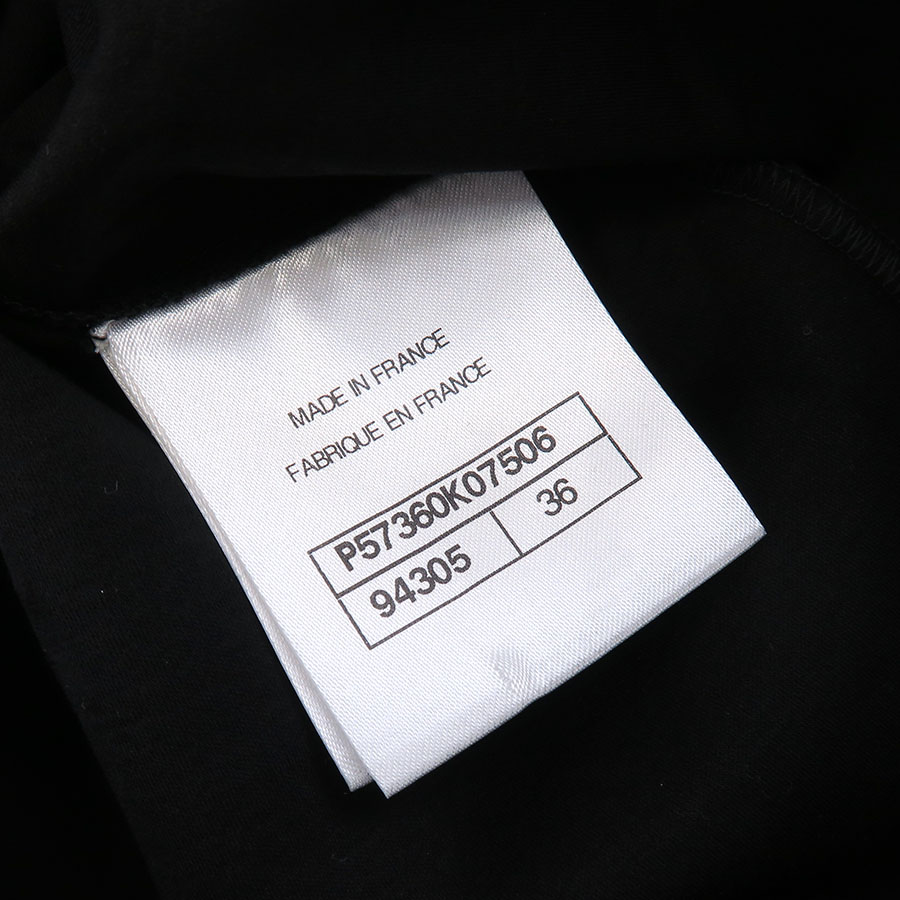 MADE IN FRANCE
FABRIQUE EN FRANCE
P57360K07506
94305 36